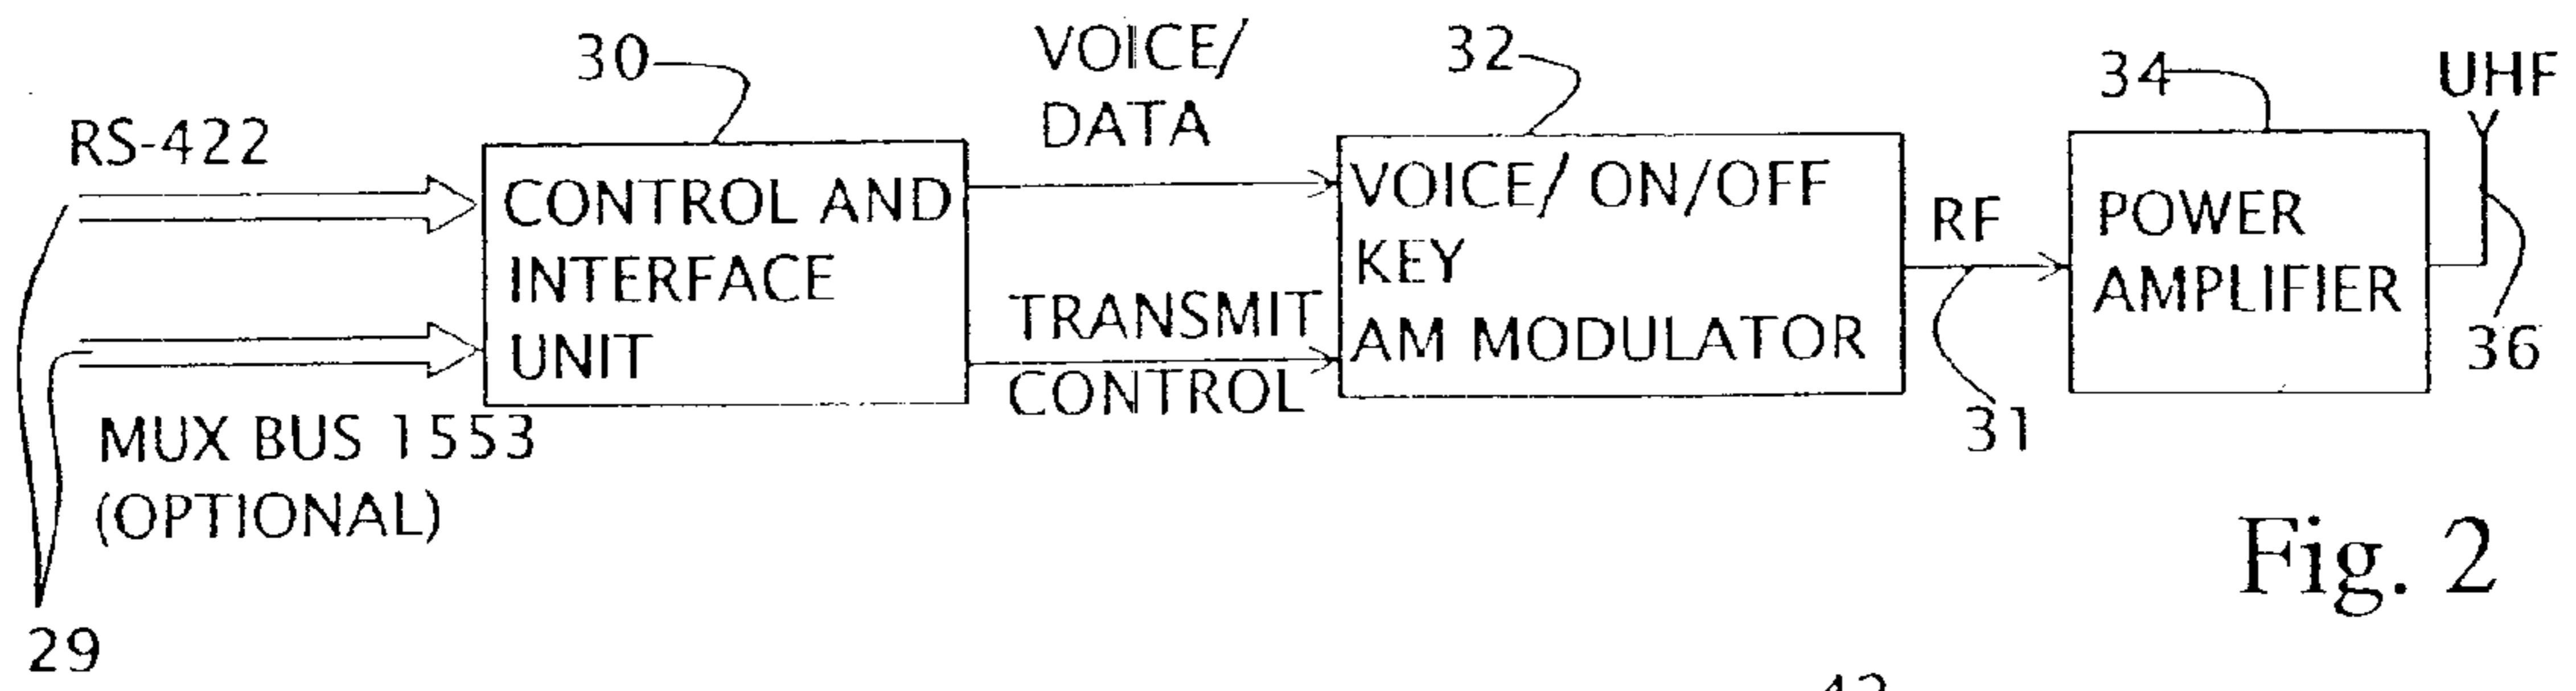 30
VOICE/
DATA
32
34
UHF
RS-422
CONTROL AND
INTERFACE
UNIT
VOICE/ ON/OFF
KEY
AM MODULATOR
RF
POWER
AMPLIFIER
TRANSMIT
CONTROL
36
31
MUX BUS 1553
(OPTIONAL)
Fig. 2
29